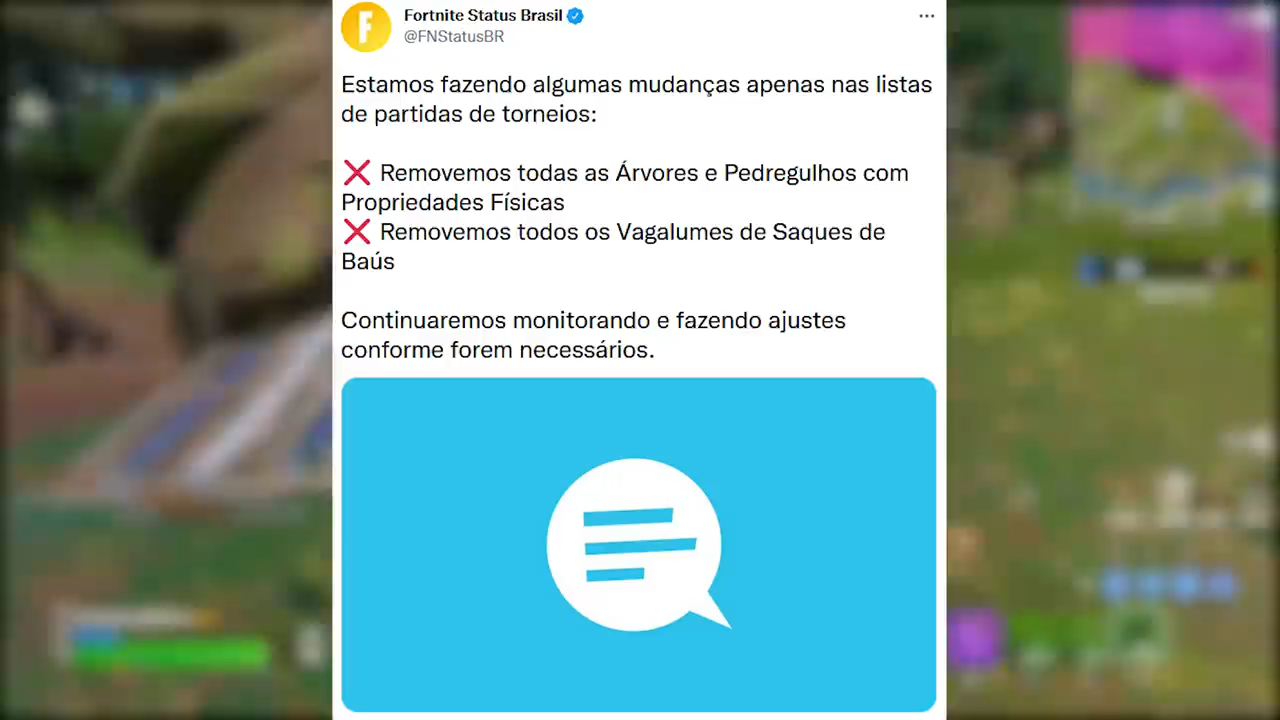 Fortnite Status Brasil
@FNStatusBR
Estamos fazendo algumas mudanças apenas nas listas
de partidas de torneios:
❌ Removemos todas as Árvores e Pedregulhos com
Propriedades Físicas
❌ Removemos todos os Vagalumes de Saques de
Baús
Continuaremos monitorando e fazendo ajustes
conforme forem necessários.